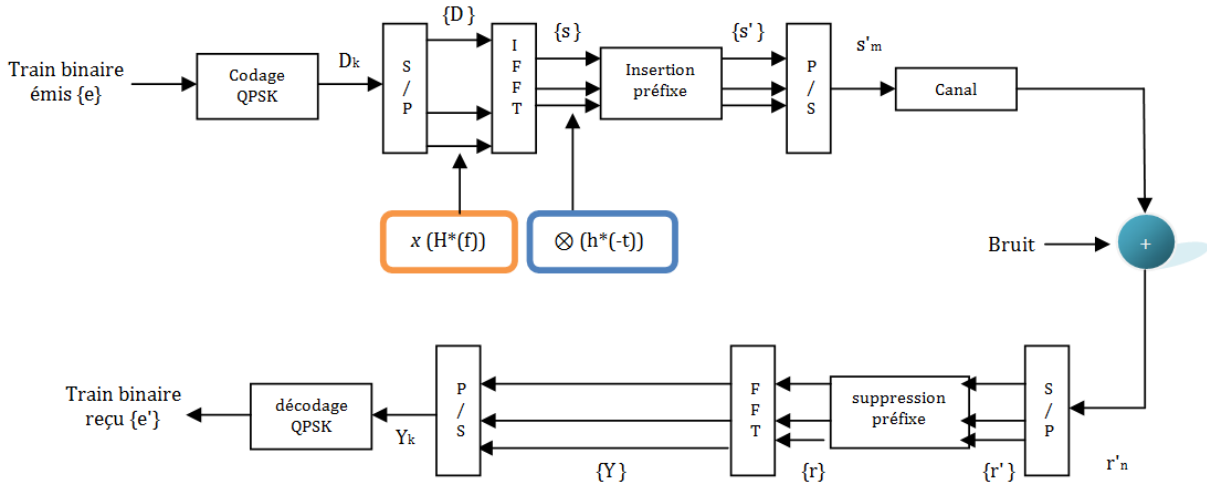 {D}
{s}
{s'}
s'm
Train binaire
émis {e}
Codage
QPSK
Dk
S
/
P
I
F
F
T
Insertion
préfixe
P
/
S
Canal
x (H*(f))
⊗ (h*(-t))
Bruit
+
Train binaire
reçu {e'}
décodage
QPSK
Yk
P
/
S
{Y}
F
F
T
{r}
suppression
préfixe
{r'}
S
/
P
r'n